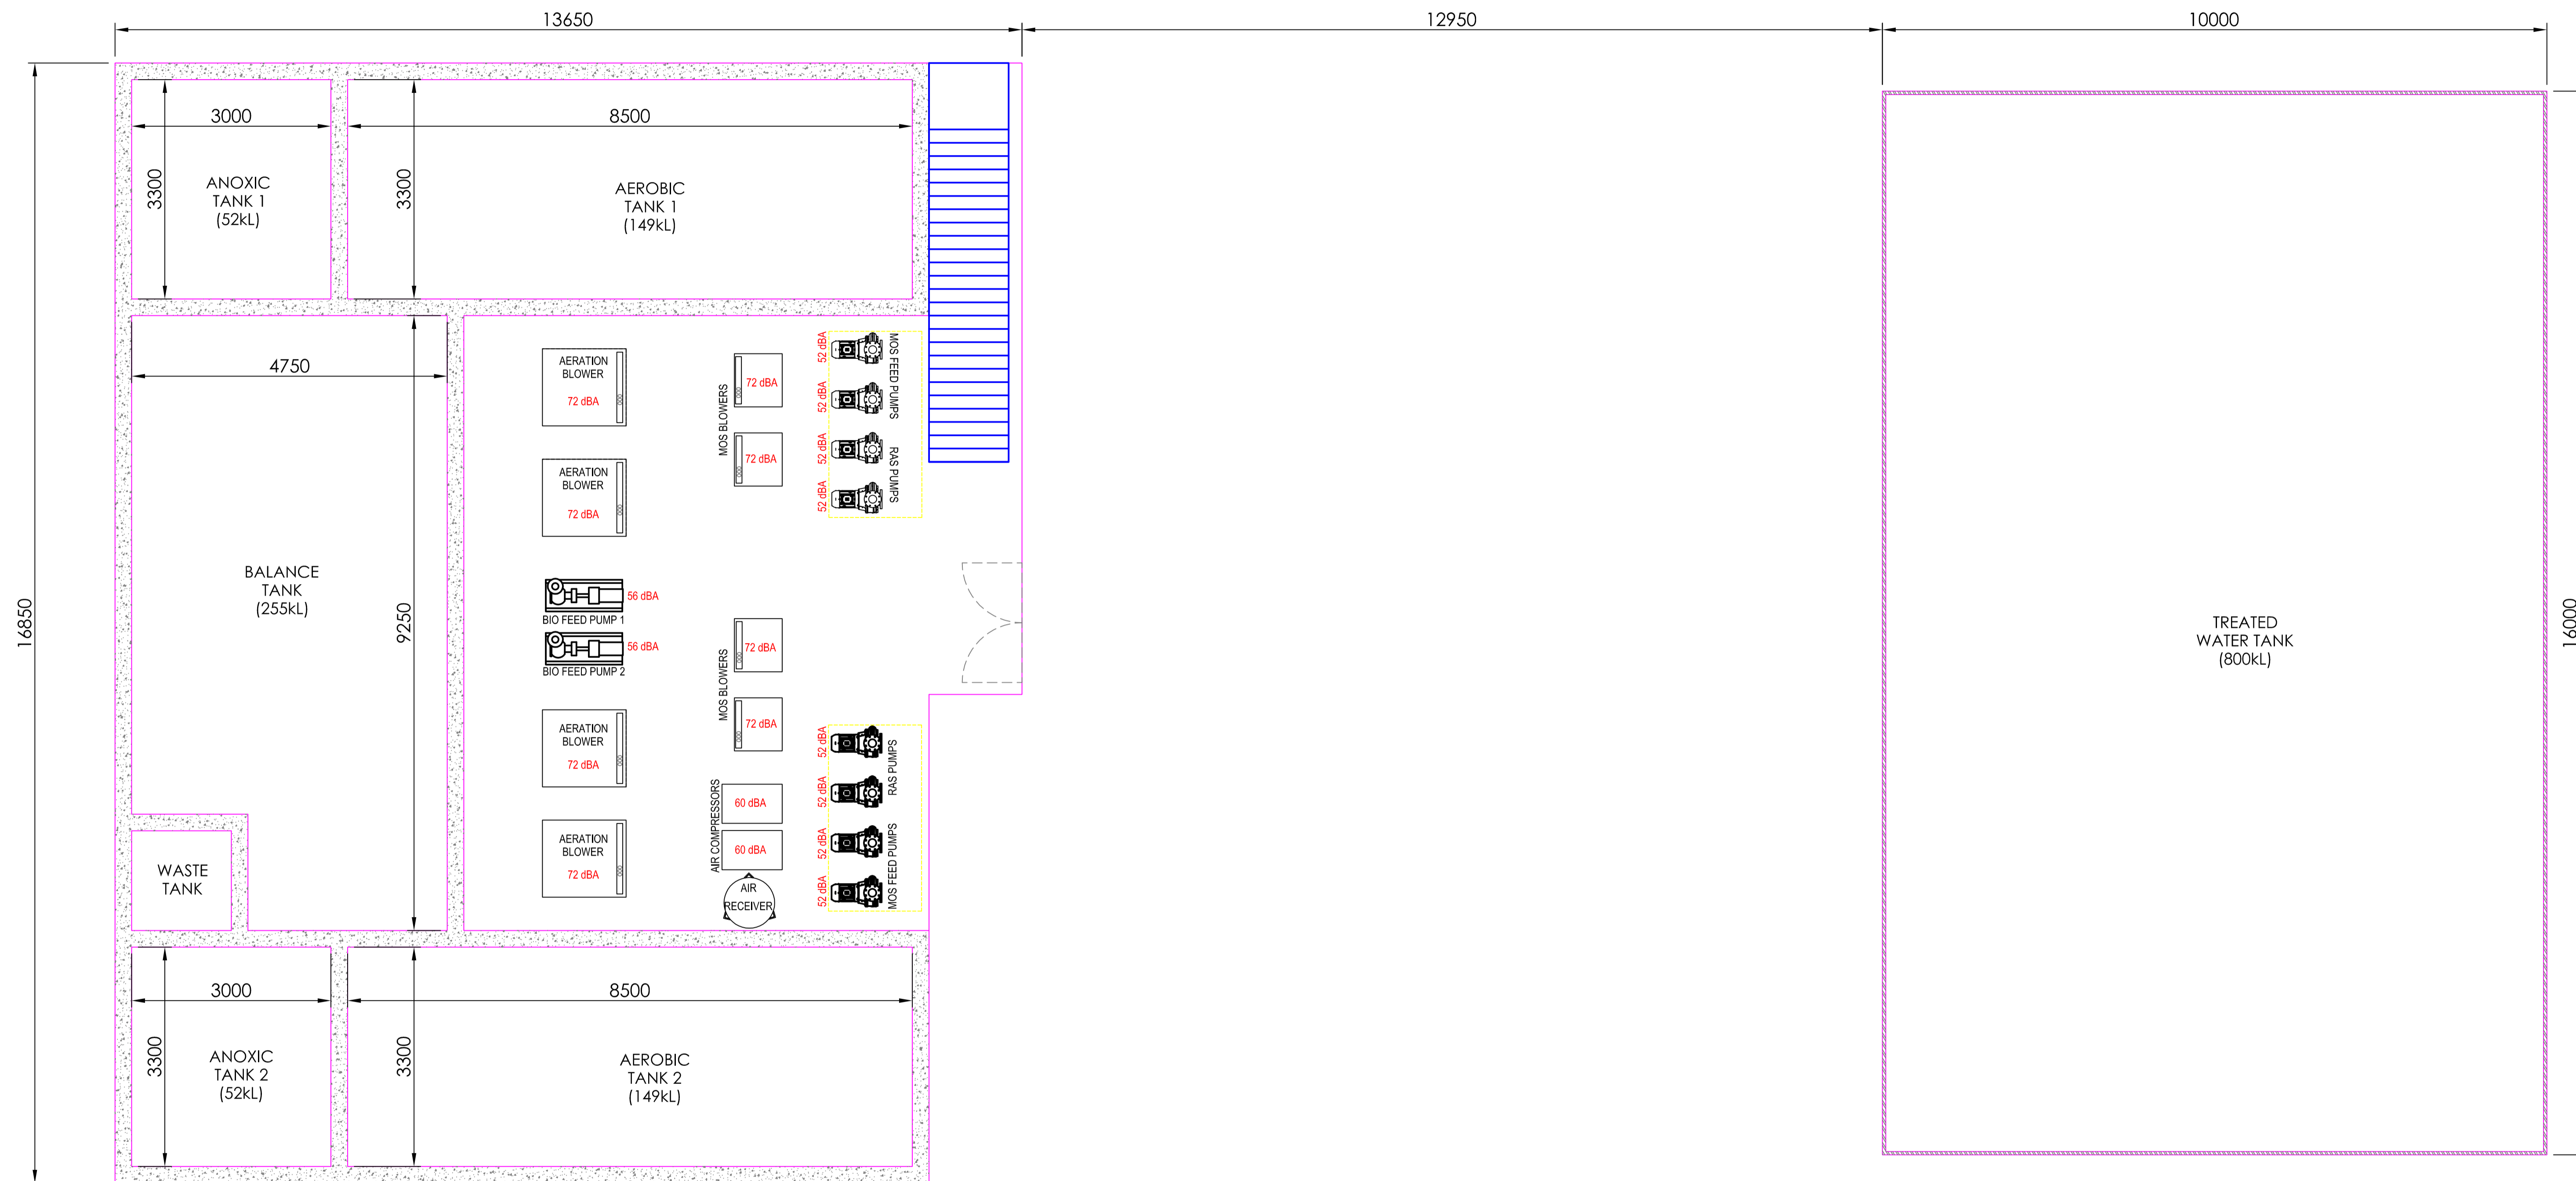 13650
12950
10000
16850
3000
3300
ANOXIC
TANK 1
(52kL)
8500
3300
AEROBIC
TANK 1
(149kL)
4750
9250
BALANCE
TANK
(255kL)
WASTE
TANK
AERATION
BLOWER
72 dBA
AERATION
BLOWER
72 dBA
56 dBA
BIO FEED PUMP 1
56 dBA
BIO FEED PUMP 2
AERATION
BLOWER
72 dBA
AERATION
BLOWER
72 dBA
MOS BLOWERS
72 dBA
72 dBA
MOS BLOWERS
72 dBA
72 dBA
AIR COMPRESSORS
60 dBA
60 dBA
AIR
RECEIVER
52 dBA
52 dBA
52 dBA
52 dBA
MOS FEED PUMPS
RAS PUMPS
52 dBA
52 dBA
52 dBA
52 dBA
RAS PUMPS
MOS FEED PUMPS
3000
3300
ANOXIC
TANK 2
(52kL)
8500
3300
AEROBIC
TANK 2
(149kL)
TREATED
WATER TANK
(800kL)
16000